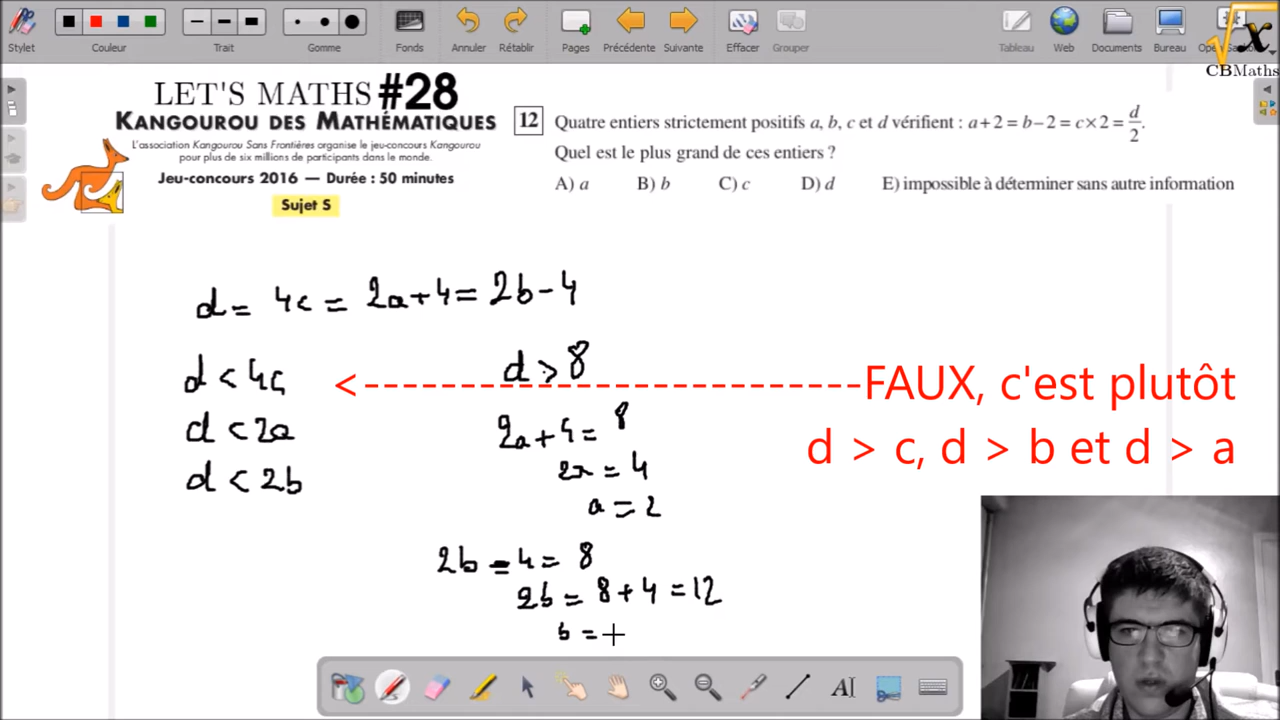 Stylet Couleur Trait Gomme Fonds Annuler Rétablir Pages Précédente Suivante Effacer Grouper Tableau Web Documents Bureau
CBMaths
LET'S MATHS #28
KANGOUROU DES MATHÉMATIQUES
L'association Kangourou Sans Frontières organise le jeu-concours Kangourou
pour plus de six millions de participants dans le monde.
Jeu-concours 2016 — Durée : 50 minutes
Sujet S
12 Quatre entiers strictement positifs a, b, c et d vérifient : a+2 = b−2 = c×2 = d/2.
Quel est le plus grand de ces entiers ?
A) a B) b C) c D) d E) impossible à déterminer sans autre information
d = 4c = 2a+4 = 2b-4
d < 4c
d < 2a
d < 2b
<------------------------------FAUX, c'est plutôt
d > c, d > b et d > a
d > 8
2a+4 = 8
= 4
a = 2
2b - 4 = 8
2b = 8+4 = 12
b =